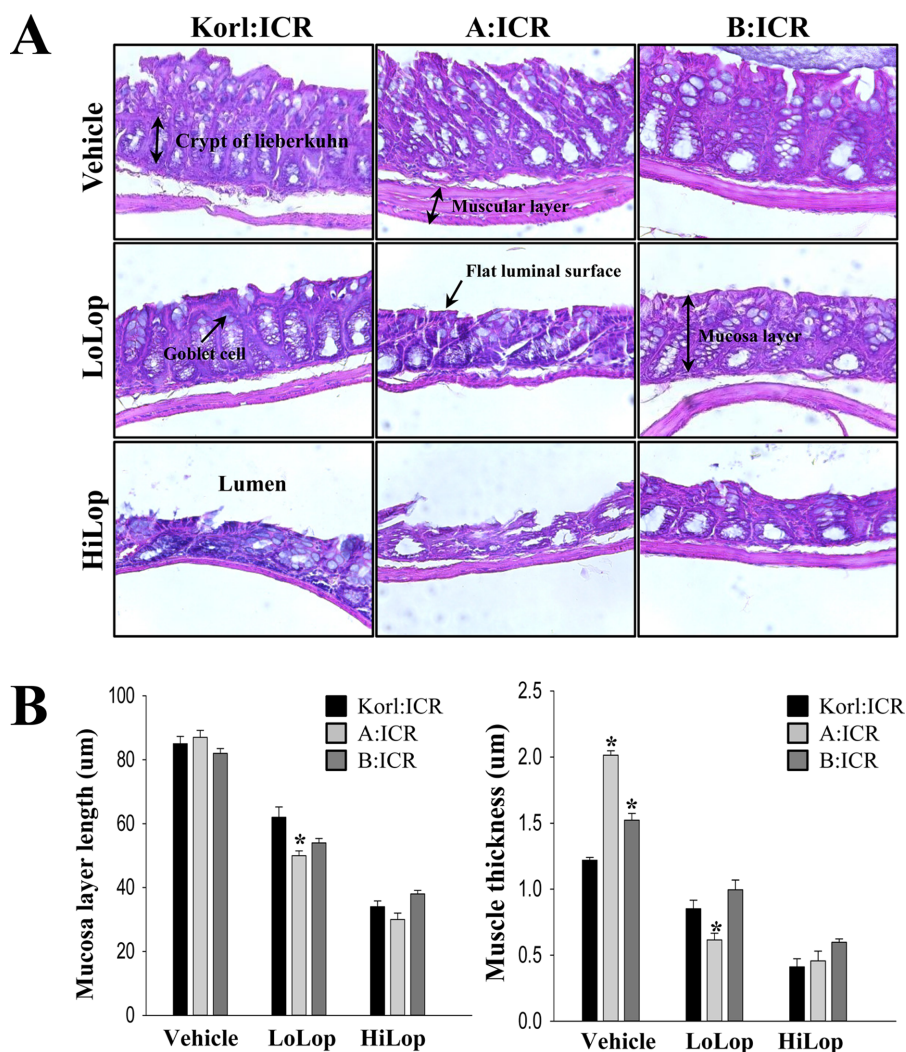 A
Korl:ICR A:ICR B:ICR
Vehicle
Crypt of lieberkuhn
Muscular layer
LoLop
Flat luminal surface
Goblet cell
Mucosa layer
HiLop
Lumen
B
Mucosa layer length (um)
100
80
60
40
20
0
Korl:ICR
A:ICR
B:ICR
*
Vehicle LoLop HiLop
Muscle thickness (um)
2.5
2.0
1.5
1.0
0.5
0.0
Korl:ICR
A:ICR
B:ICR
*
*
*
Vehicle LoLop HiLop